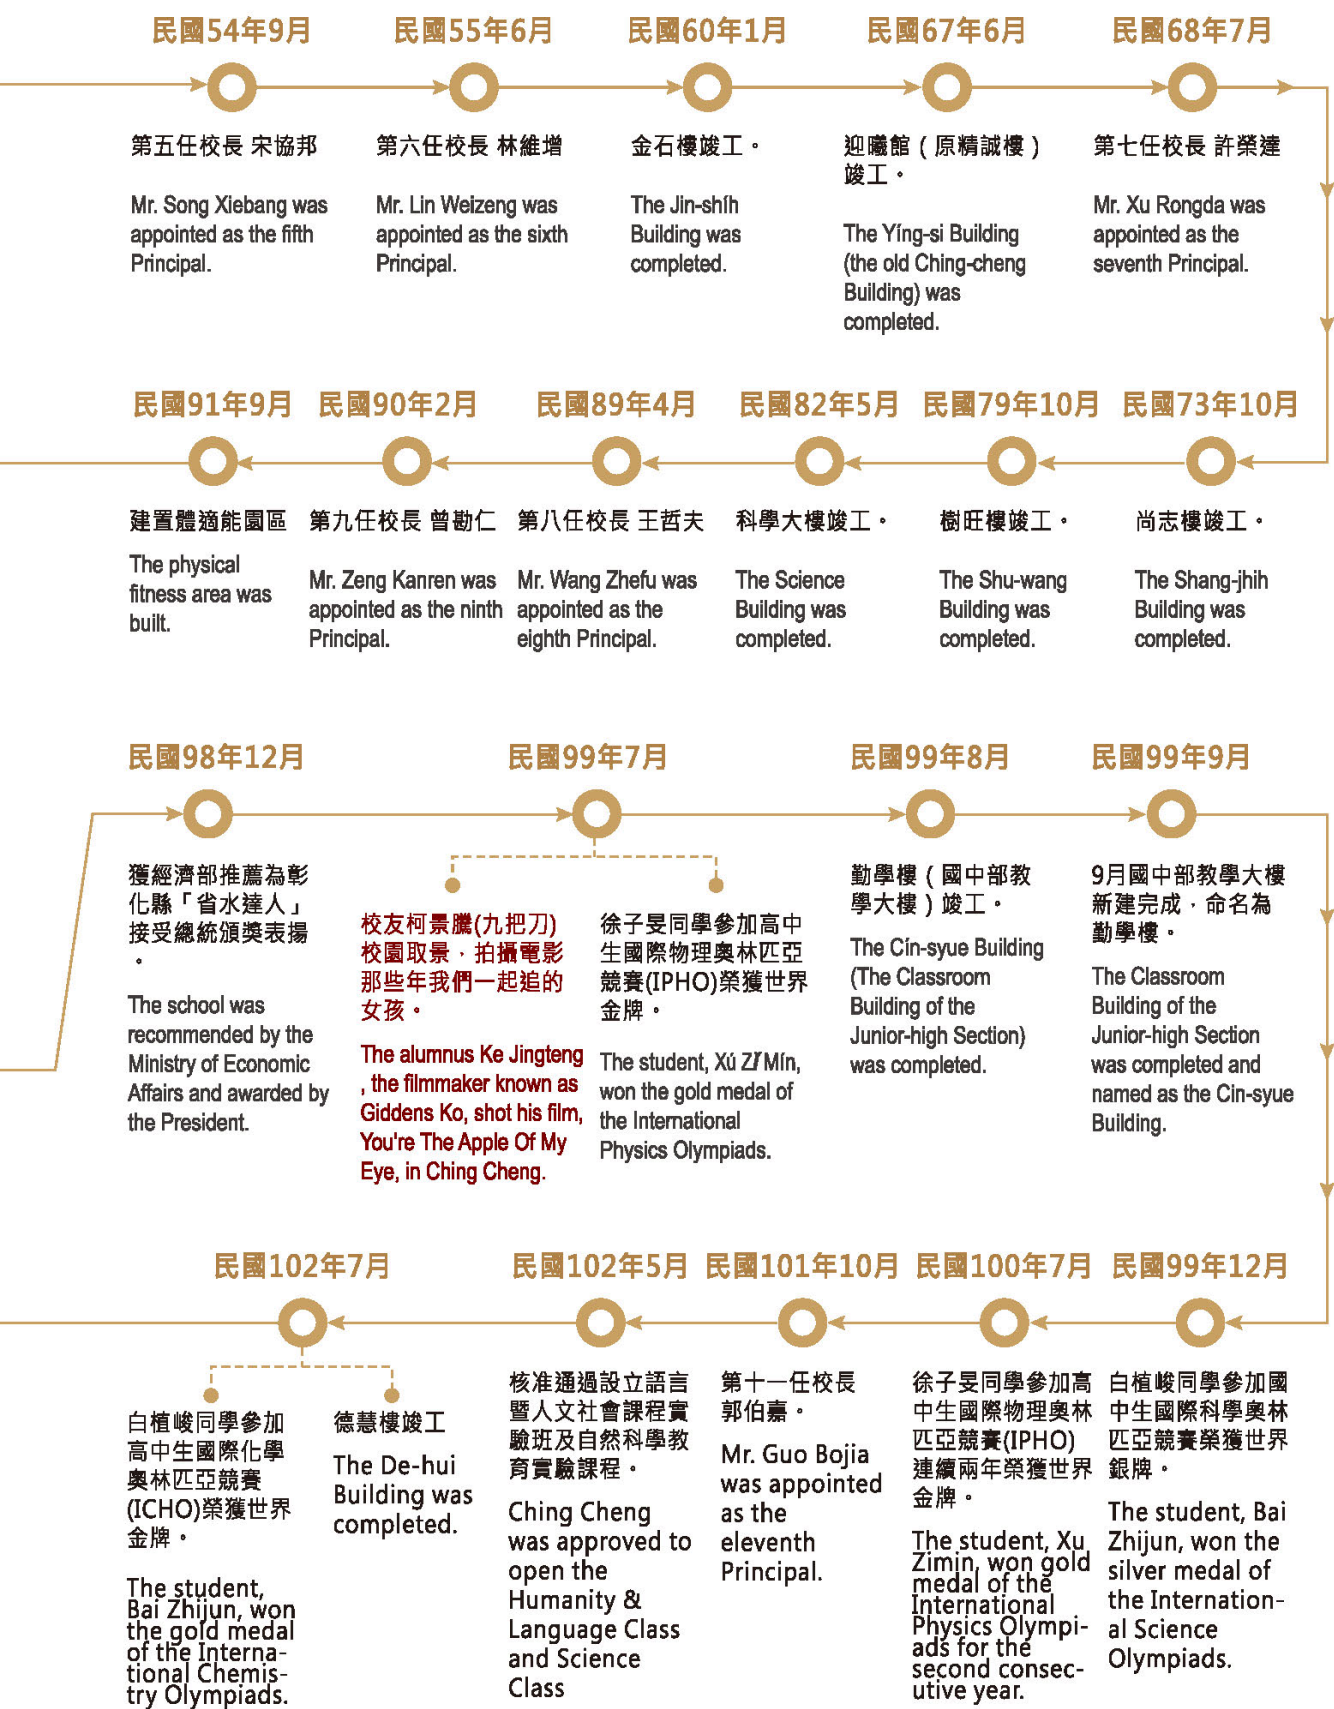 民國54年9月
第五任校長 宋協邦
Mr. Song Xiebang was
appointed as the fifth
Principal.
民國55年6月
第六任校長 林維增
Mr. Lin Weizeng was
appointed as the sixth
Principal.
民國60年1月
金石樓竣工。
The Jin-shíh
Building was
completed.
民國67年6月
迎曦館（原精誠樓）
竣工。
The Yíng-si Building
(the old Ching-cheng
Building) was
completed.
民國68年7月
第七任校長 許榮達
Mr. Xu Rongda was
appointed as the
seventh Principal.
民國73年10月
尚志樓竣工。
The Shang-jhih
Building was
completed.
民國79年10月
樹旺樓竣工。
The Shu-wang
Building was
completed.
民國82年5月
科學大樓竣工。
The Science
Building was
completed.
民國89年4月
第八任校長 王哲夫
Mr. Wang Zhefu was
appointed as the
eighth Principal.
民國90年2月
第九任校長 曾勘仁
Mr. Zeng Kanren was
appointed as the ninth
Principal.
民國91年9月
建置體適能園區
The physical
fitness area was
built.
民國98年12月
獲經濟部推薦為彰
化縣「省水達人」
接受總統頒獎表揚
。
The school was
recommended by the
Ministry of Economic
Affairs and awarded by
the President.
民國99年7月
校友柯景騰(九把刀)
校園取景，拍攝電影
那些年我們一起追的
女孩。
The alumnus Ke Jingteng
, the filmmaker known as
Giddens Ko, shot his film,
You're The Apple Of My
Eye, in Ching Cheng.
徐子旻同學參加高中
生國際物理奧林匹亞
競賽(IPHO)榮獲世界
金牌。
The student, Xú Zǐ Mín,
won the gold medal of
the International
Physics Olympiads.
民國99年8月
勤學樓（國中部教
學大樓）竣工。
The Cín-syue Building
(The Classroom
Building of the
Junior-high Section)
was completed.
民國99年9月
9月國中部教學大樓
新建完成，命名為
勤學樓。
The Classroom
Building of the
Junior-high Section
was completed and
named as the Cin-syue
Building.
民國99年12月
白植峻同學參加國
中生國際科學奧林
匹亞競賽榮獲世界
銀牌。
The student, Bai
Zhijun, won the
silver medal of
the Internation-
al Science
Olympiads.
民國100年7月
徐子旻同學參加高
中生國際物理奧林
匹亞競賽(IPHO)
連續兩年榮獲世界
金牌。
The student, Xu
Zimin, won gold
medal of the
International
Physics Olympi-
ads for the
second consec-
utive year.
民國101年10月
第十一任校長
郭伯嘉。
Mr. Guo Bojia
was appointed
as the
eleventh
Principal.
民國102年5月
核准通過設立語言
暨人文社會課程實
驗班及自然科學教
育實驗課程。
Ching Cheng
was approved to
open the
Humanity &
Language Class
and Science
Class
民國102年7月
德慧樓竣工
The De-hui
Building was
completed.
白植峻同學參加
高中生國際化學
奧林匹亞競賽
(ICHO)榮獲世界
金牌。
The student,
Bai Zhijun, won
the gold medal
of the Interna-
tional Chemis-
try Olympiads.